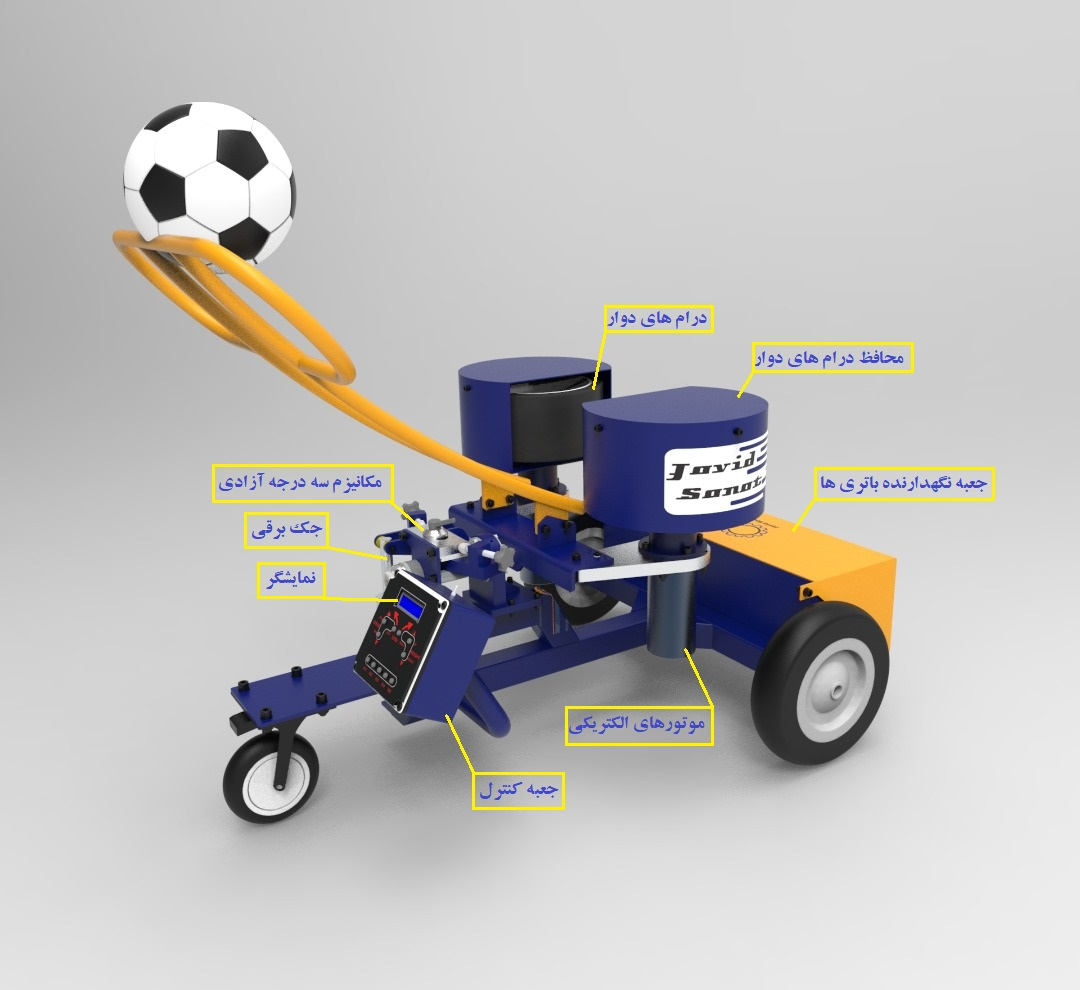 درام های دوار
محافظ درام های دوار
Javid
مکانیزم سه درجه آزادی
جعبه نگهدارنده باتری ها
جک برقی
نمایشگر
موتورهای الکتریکی
جعبه کنترل